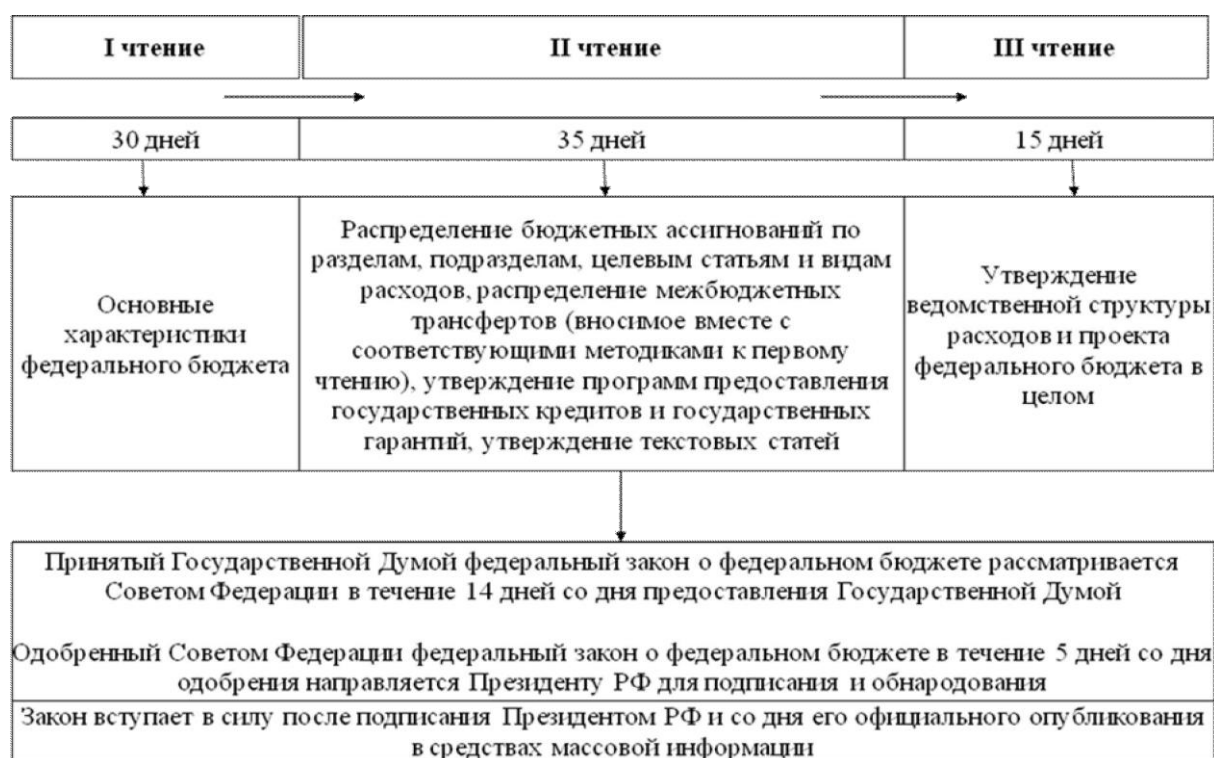 I чтение
II чтение
III чтение
30 дней
35 дней
15 дней
Основные
характеристики
федерального бюджета
Распределение бюджетных ассигнований по
разделам, подразделам, целевым статьям и видам
расходов, распределение межбюджетных
трансфертов (вносимое вместе с
соответствующими методиками к первому
чтению), утверждение программ предоставления
государственных кредитов и государственных
гарантий, утверждение текстовых статей
Утверждение
ведомственной структуры
расходов и проекта
федерального бюджета в
целом
Принятый Государственной Думой федеральный закон о федеральном бюджете рассматривается
Советом Федерации в течение 14 дней со дня предоставления Государственной Думой
Одобренный Советом Федерации федеральный закон о федеральном бюджете в течение 5 дней со дня
одобрения направляется Президенту РФ для подписания и обнародования
Закон вступает в силу после подписания Президентом РФ и со дня его официального опубликования
в средствах массовой информации